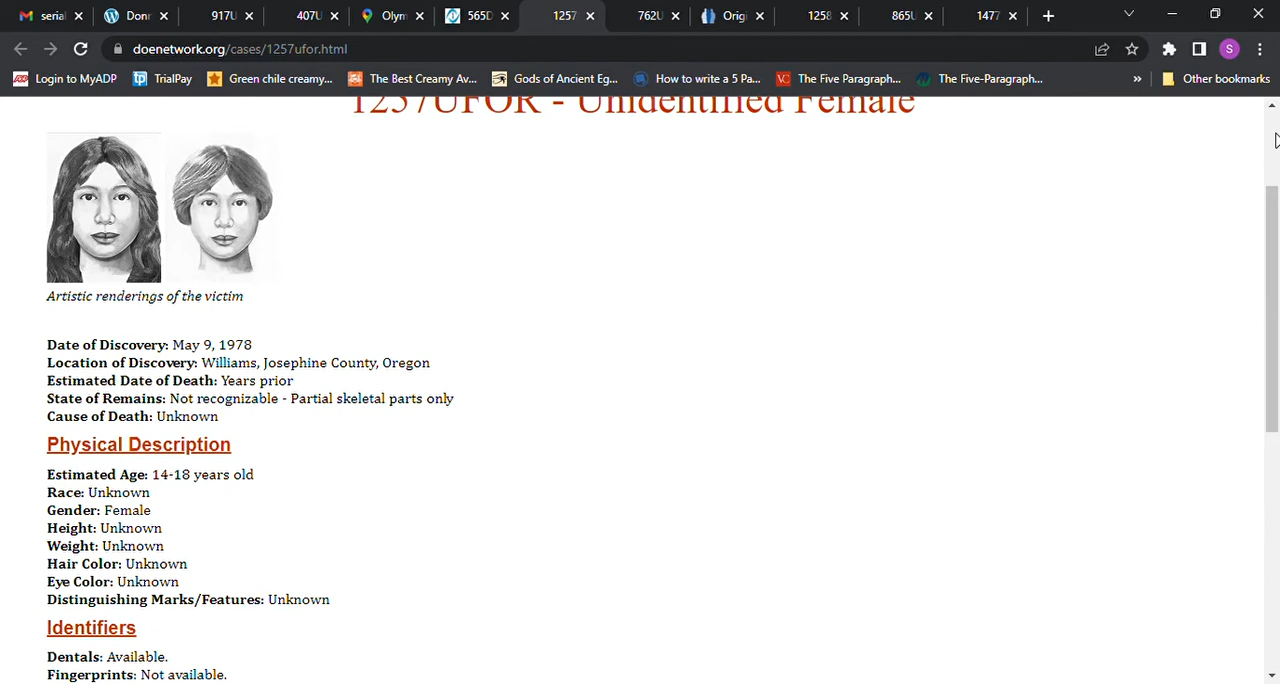 serial
Donr
917U
407U
Olym
565D
1257
762U
Origi
1258
865U
1477
doenetwork.org/cases/1257ufor.html
S
Login to MyADP
TrialPay
Green chile creamy...
The Best Creamy Av...
Gods of Ancient Eg...
How to write a 5 Pa...
The Five Paragraph...
The Five-Paragraph...
Other bookmarks
1257UFOR - Unidentified Female
Artistic renderings of the victim
Date of Discovery: May 9, 1978
Location of Discovery: Williams, Josephine County, Oregon
Estimated Date of Death: Years prior
State of Remains: Not recognizable - Partial skeletal parts only
Cause of Death: Unknown
Physical Description
Estimated Age: 14-18 years old
Race: Unknown
Gender: Female
Height: Unknown
Weight: Unknown
Hair Color: Unknown
Eye Color: Unknown
Distinguishing Marks/Features: Unknown
Identifiers
Dentals: Available.
Fingerprints: Not available.